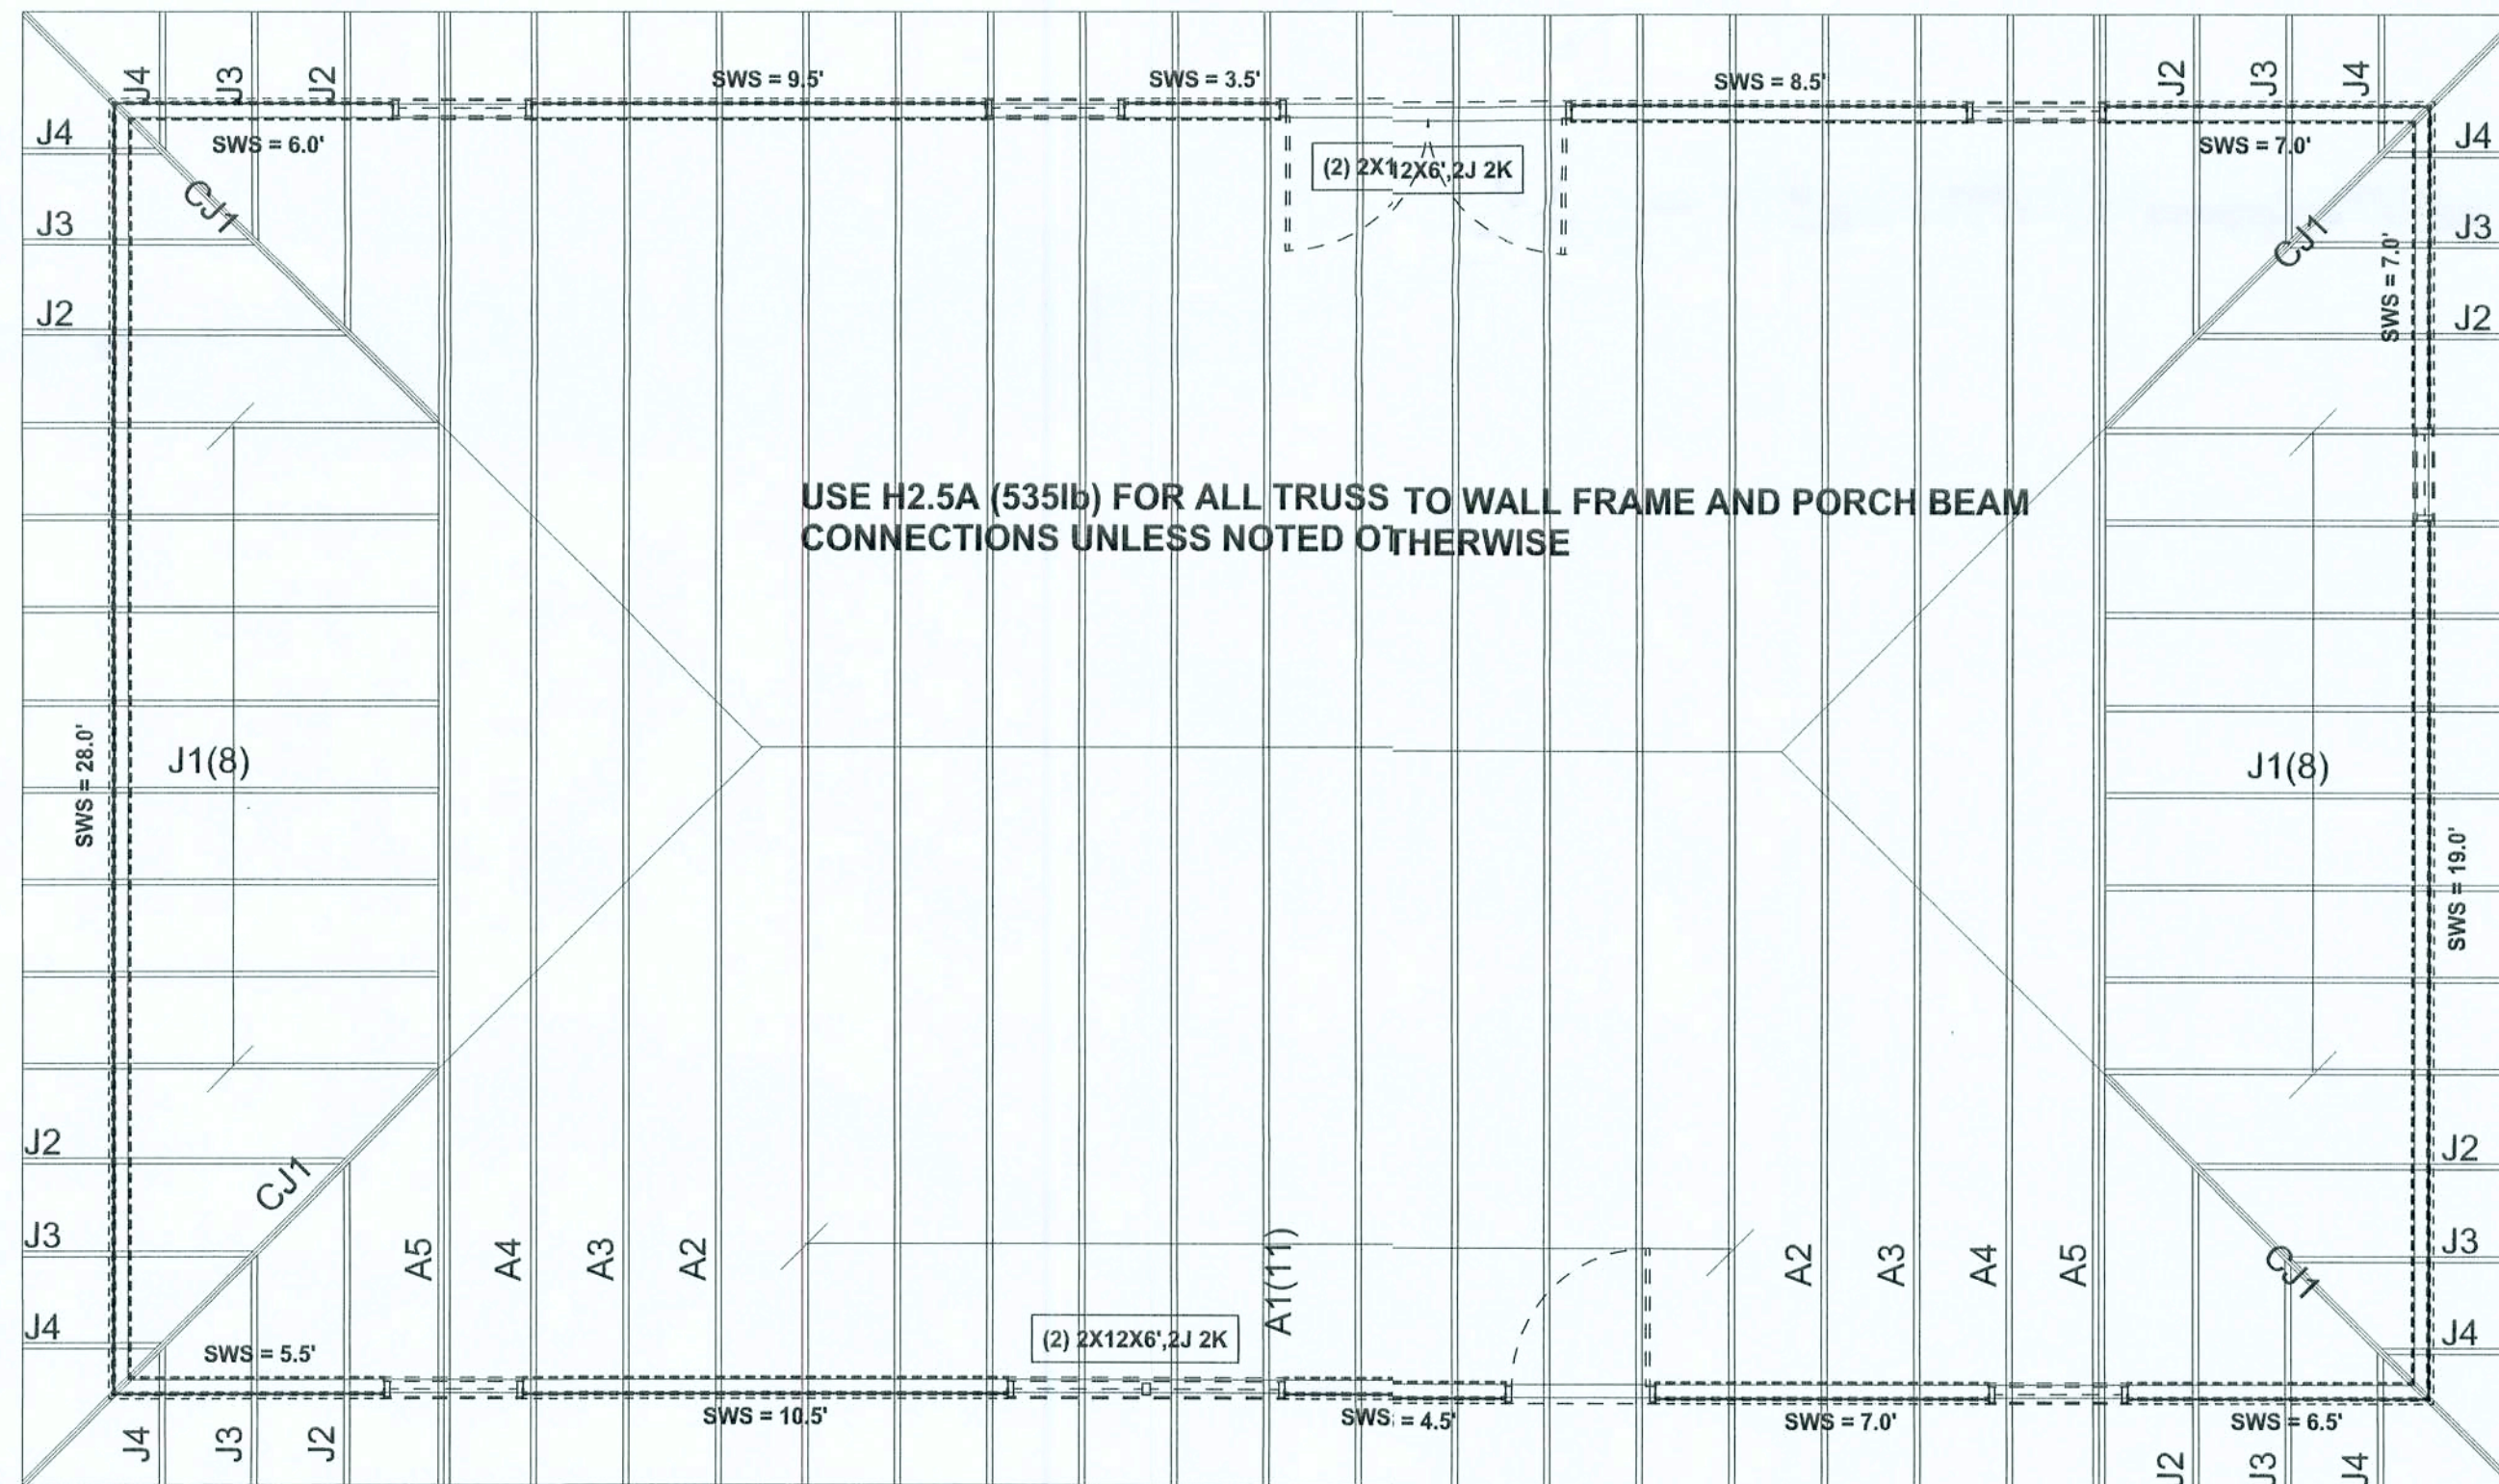 J4 J3 J2 SWS = 9.5' SWS = 3.5' SWS = 8.5' J2 J3 J4
J4 SWS = 6.0' SWS = 7.0' J4
(2) 2X12X6',2J 2K
CJ1 CJ1
J3 SWS = 7.0' J3
J2 J2
USE H2.5A (535lb) FOR ALL TRUSS TO WALL FRAME AND PORCH BEAM
CONNECTIONS UNLESS NOTED OTHERWISE
SWS = 28.0' J1(8) J1(8) SWS = 19.0'
J2 J2
CJ1 CJ1
J3 A5 A4 A3 A2 A1(11) A2 A3 A4 A5 J3
J4 SWS = 5.5' (2) 2X12X6',2J 2K J4
SWS = 10.5' SWS = 4.5' SWS = 7.0' SWS = 6.5'
J4 J3 J2 J2 J3 J4